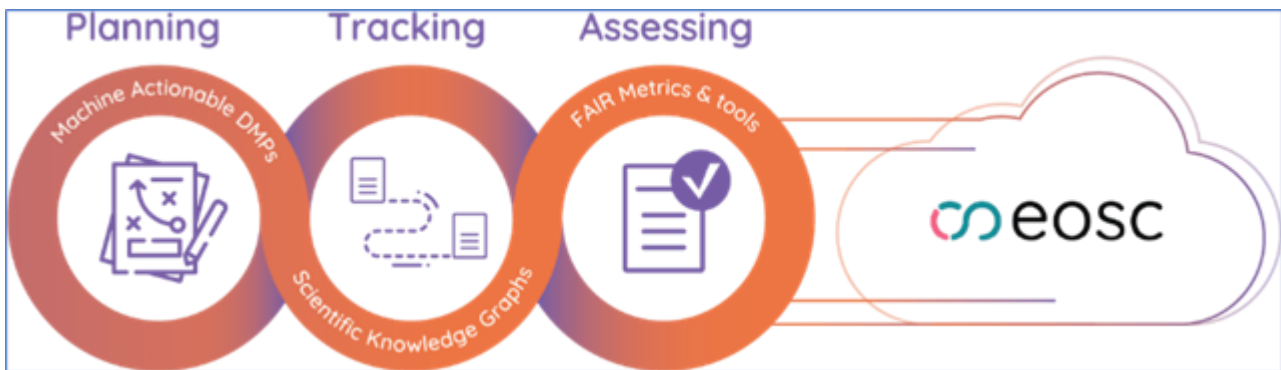 Planning
Tracking
Assessing
Machine Actionable DMPs
Scientific Knowledge Graphs
FAIR Metrics & tools
eosc